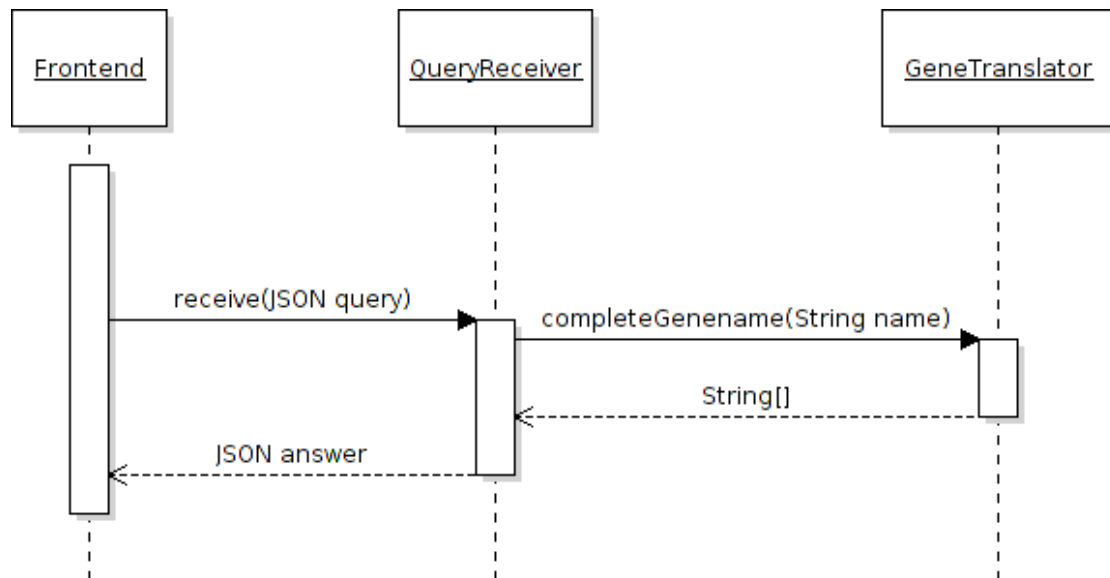 Frontend
QueryReceiver
GeneTranslator
receive(JSON query)
completeGenename(String name)
String[]
JSON answer